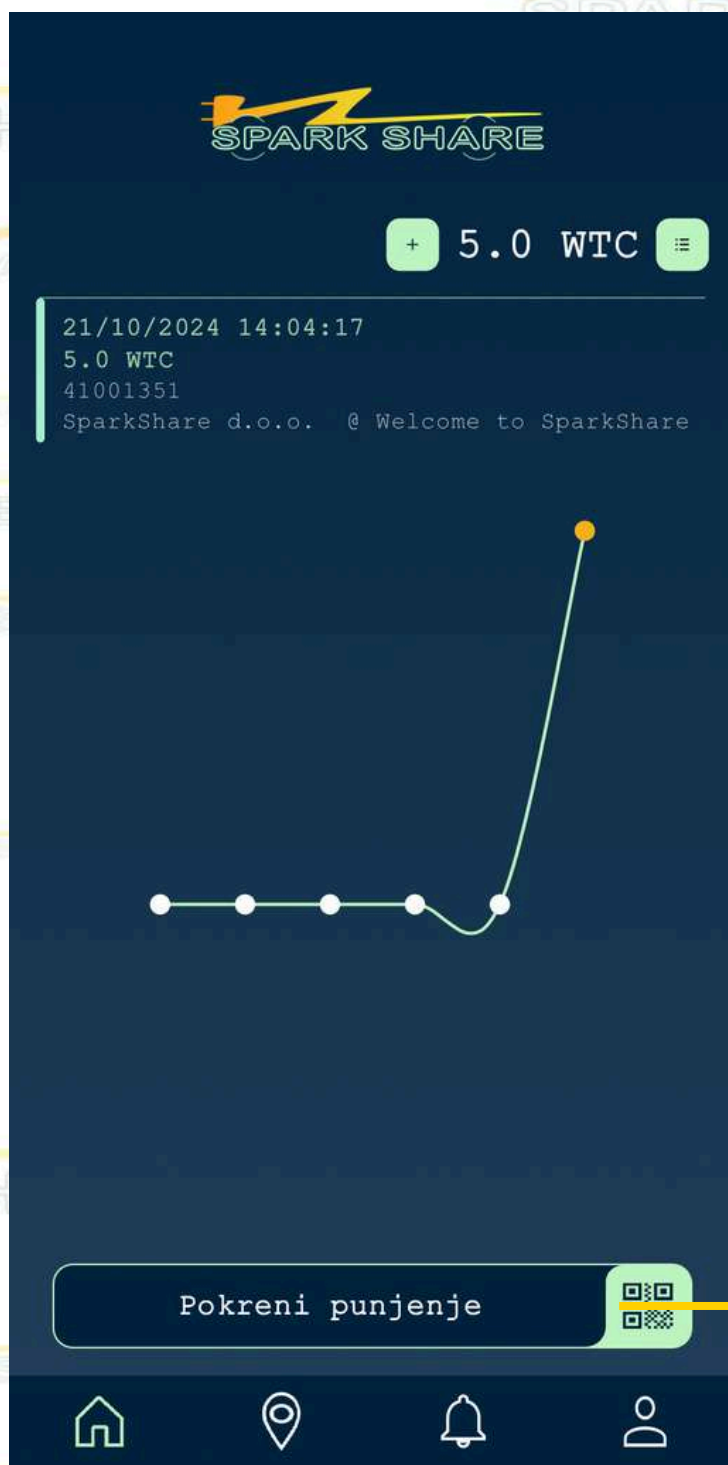 SPARK SHARE
+ 5.0 WTC
21/10/2024 14:04:17
5.0 WTC
41001351
SparkShare d.o.o. @ Welcome to SparkShare
Pokreni punjenje